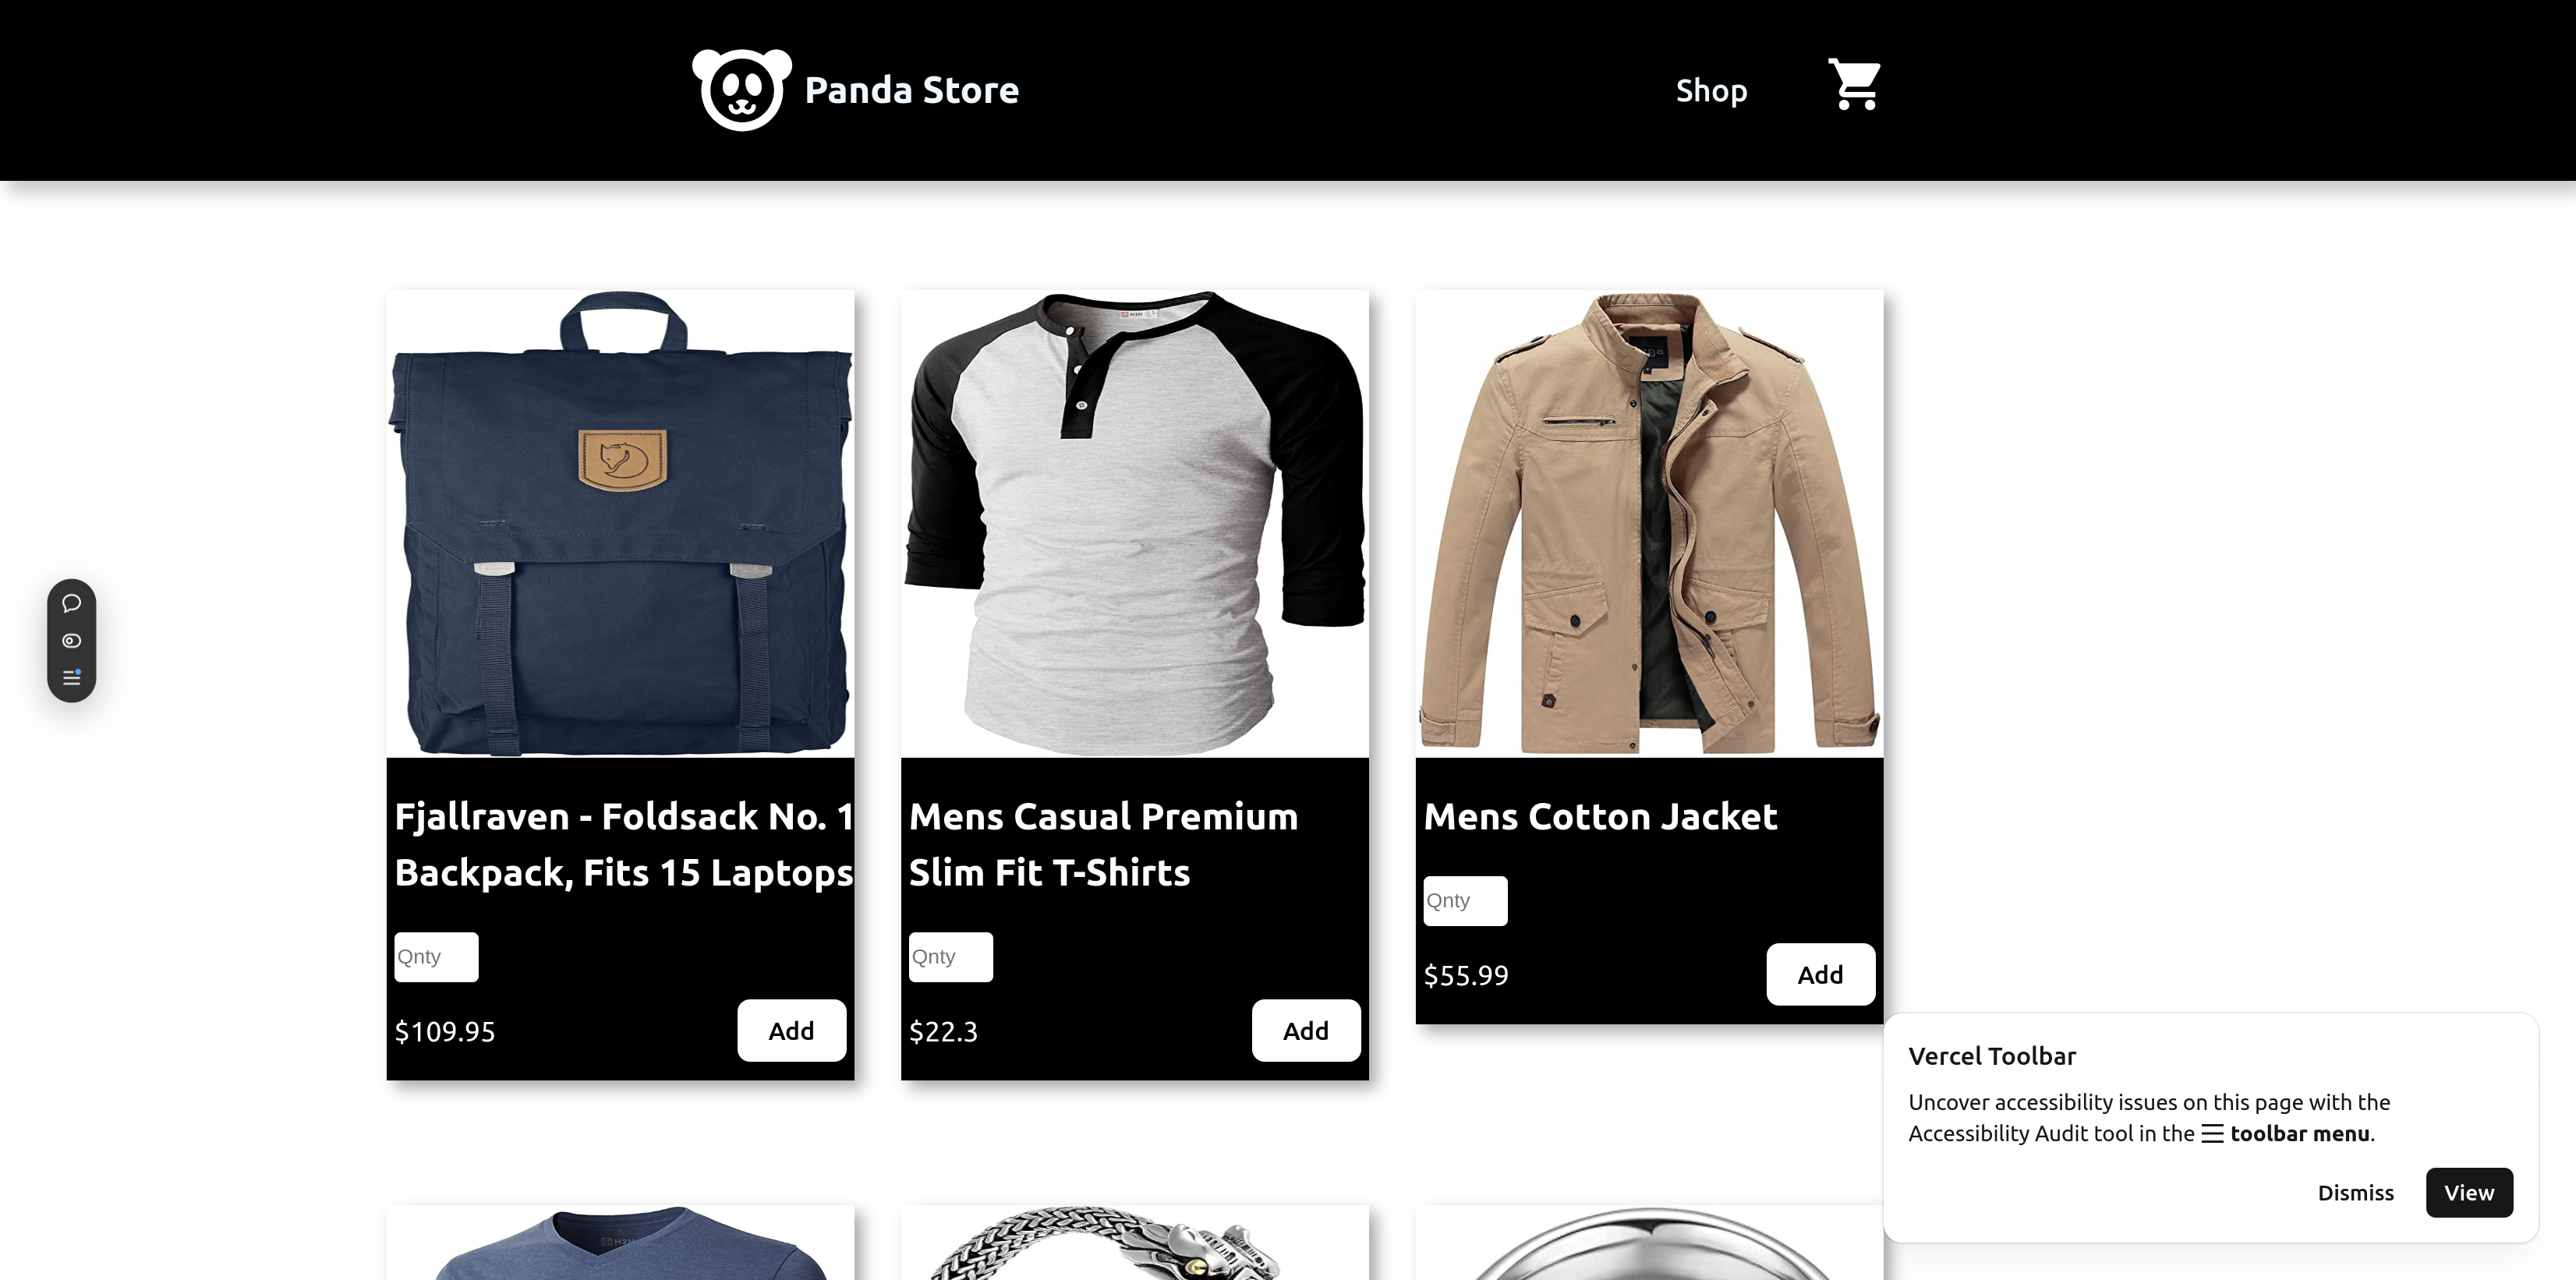 Panda Store
Shop
Fjallraven - Foldsack No. 1
Backpack, Fits 15 Laptops
Qnty
$109.95
Add
Mens Casual Premium
Slim Fit T-Shirts
Qnty
$22.3
Add
Mens Cotton Jacket
Qnty
$55.99
Add
Vercel Toolbar
Uncover accessibility issues on this page with the
Accessibility Audit tool in the toolbar menu.
Dismiss
View